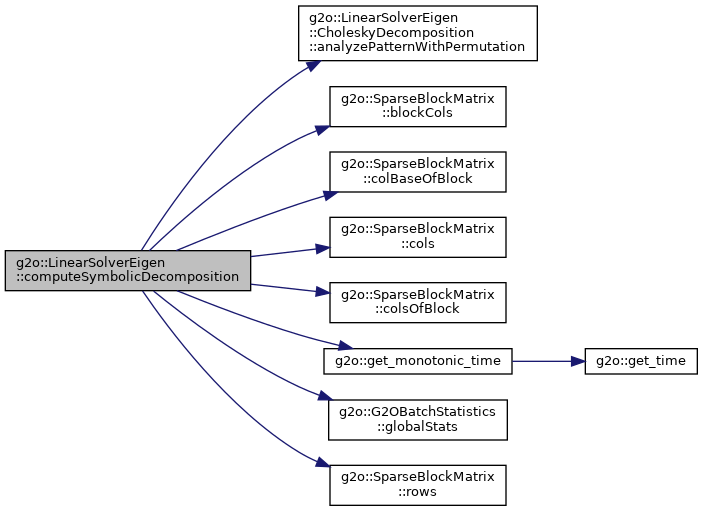 g2o::LinearSolverEigen
::CholeskyDecomposition
::analyzePatternWithPermutation
g2o::SparseBlockMatrix
::blockCols
g2o::SparseBlockMatrix
::colBaseOfBlock
g2o::SparseBlockMatrix
::cols
g2o::LinearSolverEigen
::computeSymbolicDecomposition
g2o::SparseBlockMatrix
::colsOfBlock
g2o::get_monotonic_time
g2o::get_time
g2o::G2OBatchStatistics
::globalStats
g2o::SparseBlockMatrix
::rows